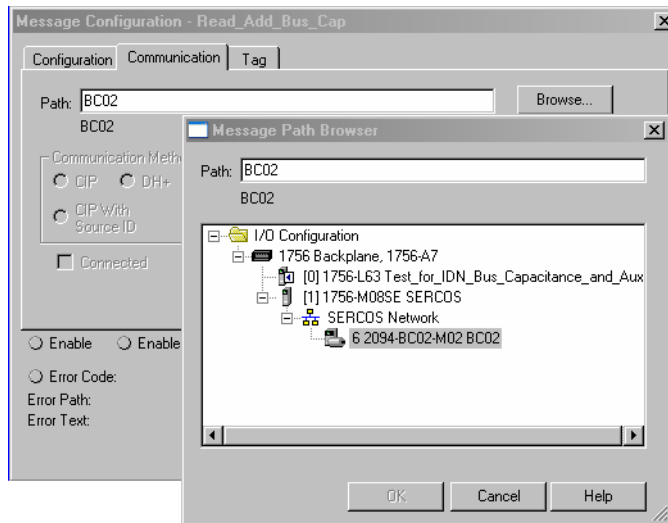 Message Configuration - Read_Add_Bus_Cap
Configuration Communication Tag
Path: BC02 Browse...
BC02
Communication Meth
CIP DH+
CIP With
Source ID
Connected
Enable Enable
Error Code:
Error Path:
Error Text:
Message Path Browser
Path: BC02
BC02
I/O Configuration
1756 Backplane, 1756-A7
[0] 1756-L63 Test_for_IDN_Bus_Capacitance_and_Aux
[1] 1756-M08SE SERCOS
SERCOS Network
6 2094-BC02-M02 BC02
OK Cancel Help